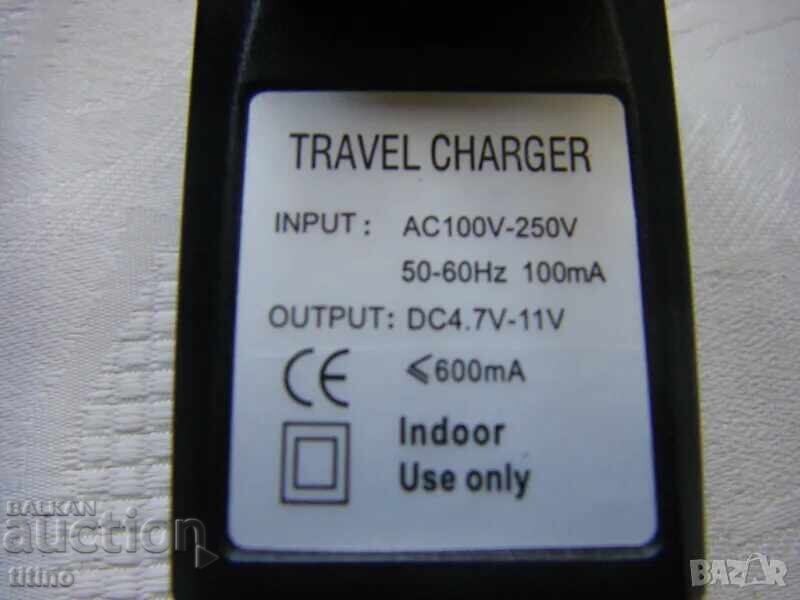 TRAVEL CHARGER
INPUT: AC100V-250V
50-60Hz 100mA
OUTPUT: DC4.7V-11V
CE ⩽600mA
Indoor
Use only
BALKAN
auction
titino
BAZAR